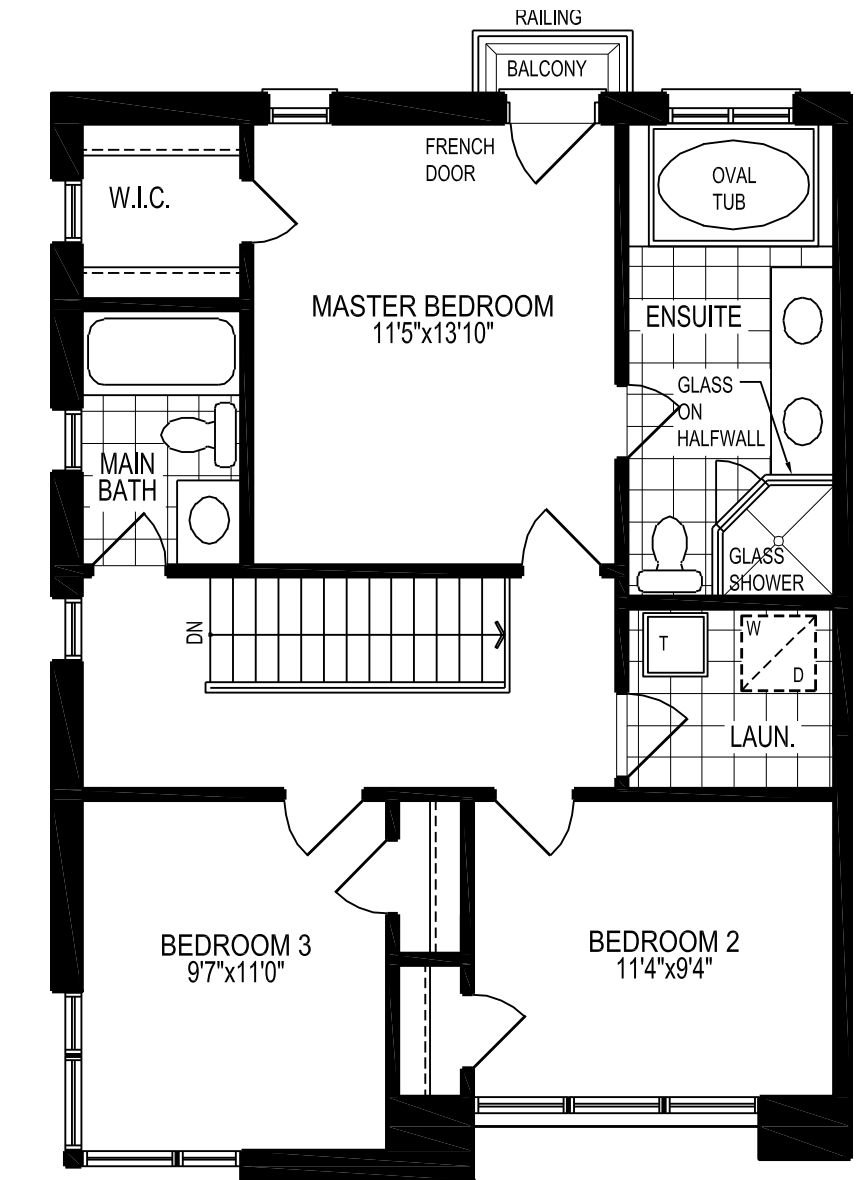 RAILING
BALCONY
FRENCH
DOOR
OVAL
TUB
W.I.C.
MASTER BEDROOM
11'5"x13'10"
ENSUITE
GLASS
ON
HALFWALL
MAIN
BATH
GLASS
SHOWER
DN
T
W
D
LAUN.
BEDROOM 3
9'7"x11'0"
BEDROOM 2
11'4"x9'4"